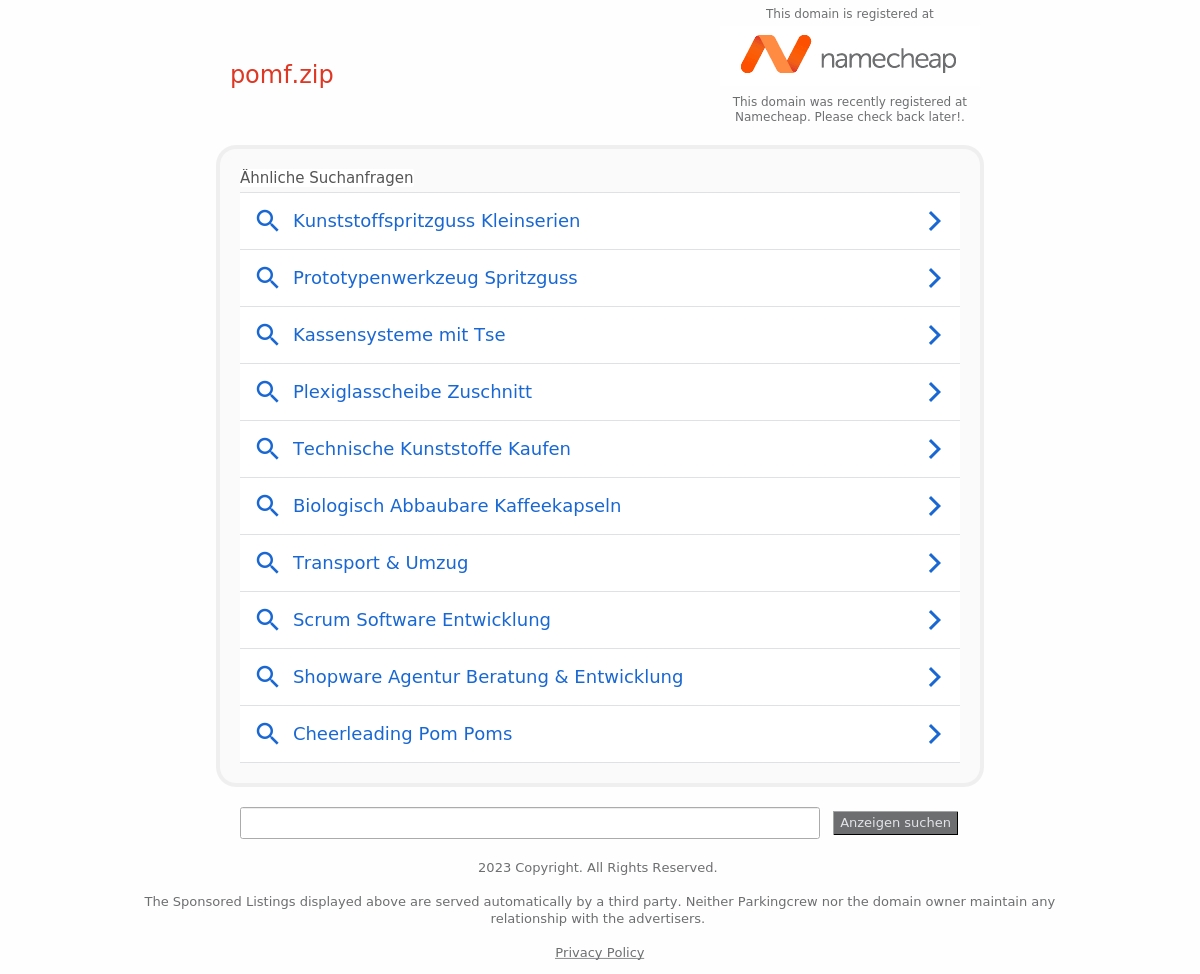 This domain is registered at
namecheap
pomf.zip
This domain was recently registered at
Namecheap. Please check back later!.
Ähnliche Suchanfragen
Kunststoffspritzguss Kleinserien
Prototypenwerkzeug Spritzguss
Kassensysteme mit Tse
Plexiglasscheibe Zuschnitt
Technische Kunststoffe Kaufen
Biologisch Abbaubare Kaffeekapseln
Transport & Umzug
Scrum Software Entwicklung
Shopware Agentur Beratung & Entwicklung
Cheerleading Pom Poms
Anzeigen suchen
2023 Copyright. All Rights Reserved.
The Sponsored Listings displayed above are served automatically by a third party. Neither Parkingcrew nor the domain owner maintain any
relationship with the advertisers.
Privacy Policy